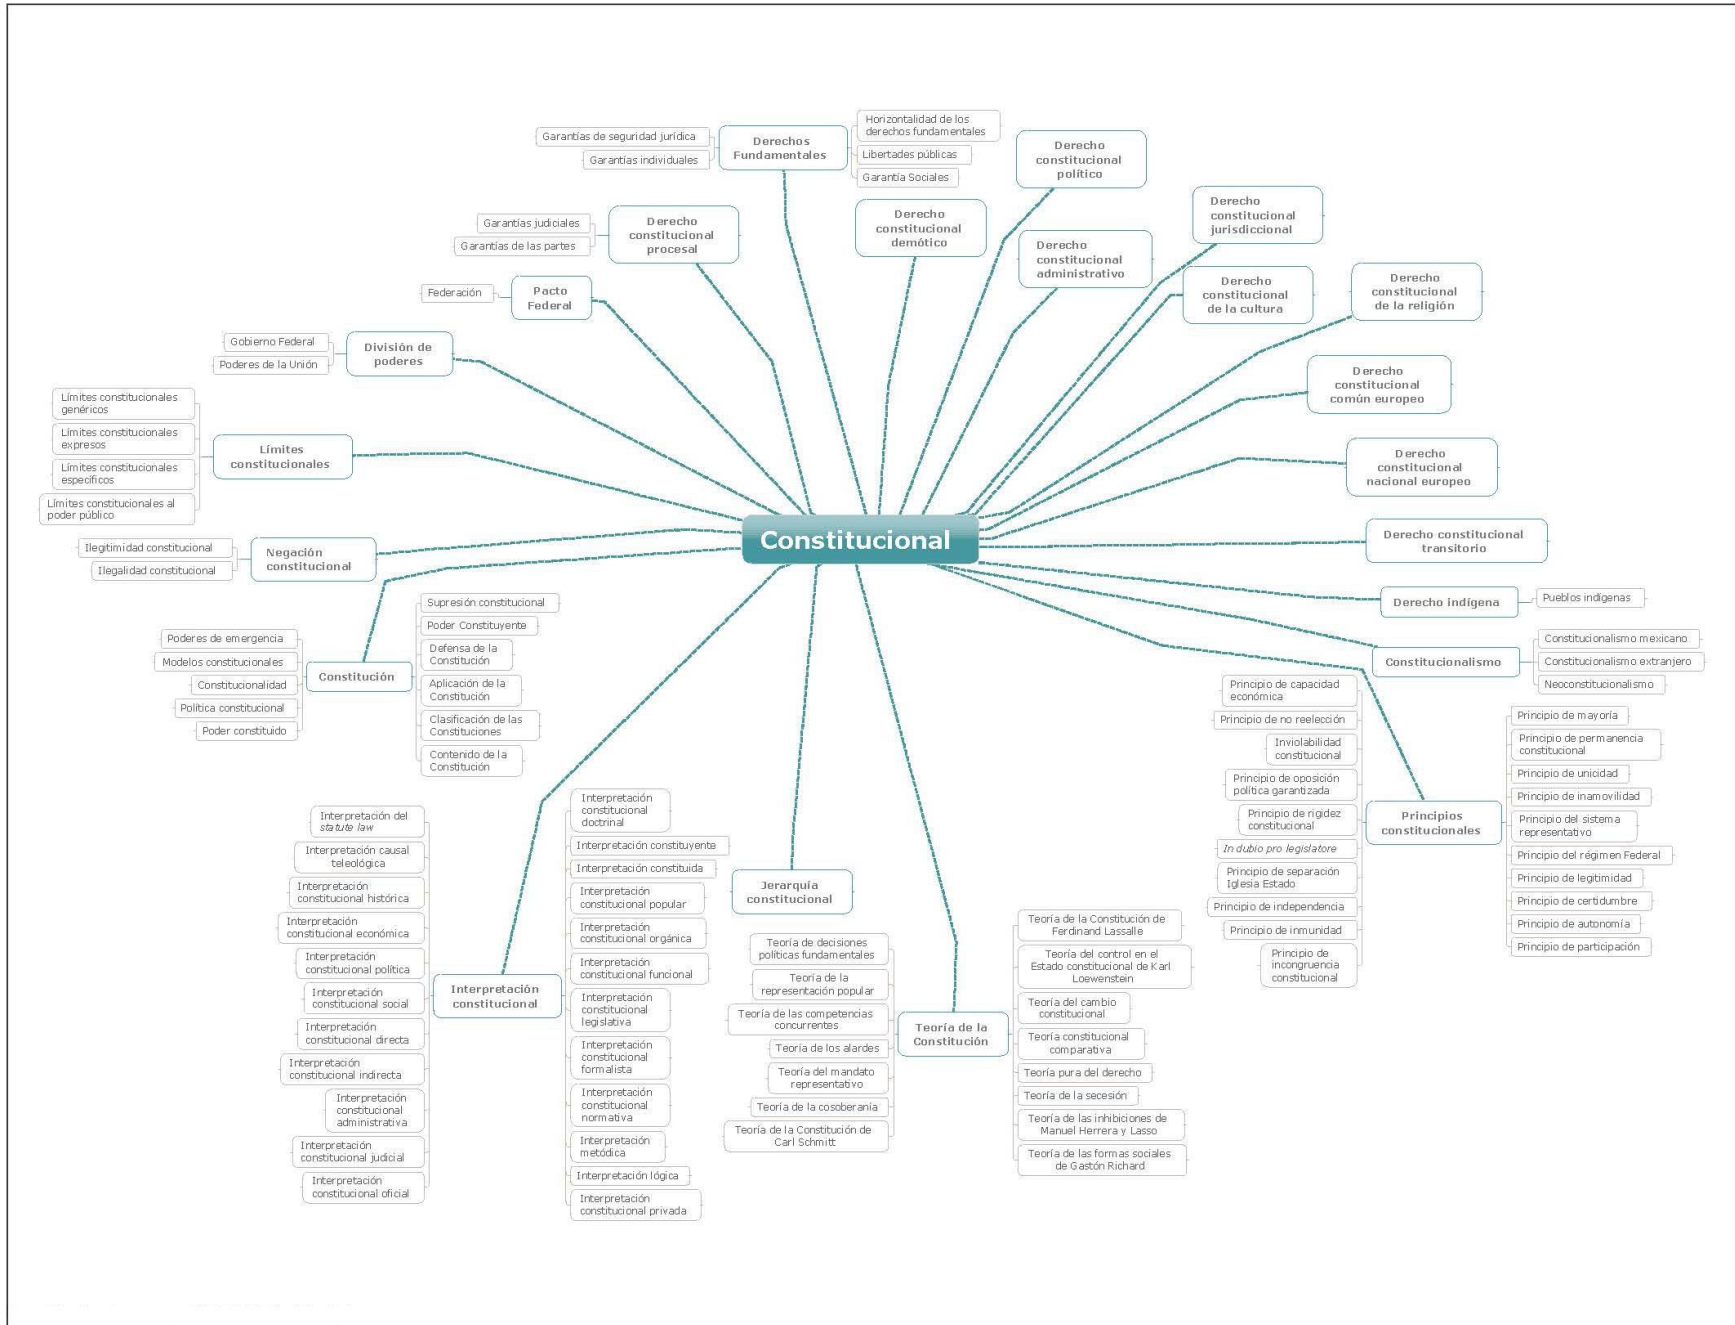 Constitucional
Derechos
Fundamentales
Garantías de seguridad jurídica
Garantías individuales
Horizontalidad de los
derechos fundamentales
Libertades públicas
Garantía Sociales
Derecho
constitucional
político
Derecho
constitucional
jurisdiccional
Derecho
constitucional
demótico
Derecho
constitucional
administrativo
Derecho
constitucional
de la cultura
Derecho
constitucional
de la religión
Derecho
constitucional
común europeo
Derecho
constitucional
nacional europeo
Derecho constitucional
transitorio
Derecho indígena
Pueblos indígenas
Constitucionalismo
Constitucionalismo mexicano
Constitucionalismo extranjero
Neoconstitucionalismo
Principios
constitucionales
Principio de capacidad
económica
Principio de no reelección
Inviolabilidad
constitucional
Principio de oposición
política garantizada
Principio de rigidez
constitucional
In dubio pro legislatore
Principio de separación
Iglesia Estado
Principio de independencia
Principio de inmunidad
Principio de
incongruencia
constitucional
Principio de mayoría
Principio de permanencia
constitucional
Principio de unicidad
Principio de inamovilidad
Principio del sistema
representativo
Principio del régimen Federal
Principio de legitimidad
Principio de certidumbre
Principio de autonomía
Principio de participación
Derecho
constitucional
procesal
Garantías judiciales
Garantías de las partes
Pacto
Federal
Federación
División de
poderes
Gobierno Federal
Poderes de la Unión
Límites
constitucionales
Límites constitucionales
genéricos
Límites constitucionales
expresos
Límites constitucionales
específicos
Límites constitucionales al
poder público
Negación
constitucional
Ilegitimidad constitucional
Ilegalidad constitucional
Constitución
Poderes de emergencia
Modelos constitucionales
Constitucionalidad
Política constitucional
Poder constituido
Supresión constitucional
Poder Constituyente
Defensa de la
Constitución
Aplicación de la
Constitución
Clasificación de las
Constituciones
Contenido de la
Constitución
Interpretación
constitucional
Interpretación del
statute law
Interpretación causal
teleológica
Interpretación
constitucional histórica
Interpretación
constitucional económica
Interpretación
constitucional política
Interpretación
constitucional social
Interpretación
constitucional directa
Interpretación
constitucional indirecta
Interpretación
constitucional
administrativa
Interpretación
constitucional judicial
Interpretación
constitucional oficial
Interpretación
constitucional
doctrinal
Interpretación constituyente
Interpretación constituida
Interpretación
constitucional popular
Interpretación
constitucional orgánica
Interpretación
constitucional funcional
Interpretación
constitucional
legislativa
Interpretación
constitucional
formalista
Interpretación
constitucional
normativa
Interpretación
metódica
Interpretación lógica
Interpretación
constitucional privada
Jerarquía
constitucional
Teoría de la
Constitución
Teoría de decisiones
políticas fundamentales
Teoría de la
representación popular
Teoría de las competencias
concurrentes
Teoría de los alardes
Teoría del mandato
representativo
Teoría de la cosoberanía
Teoría de la Constitución de
Carl Schmitt
Teoría de la Constitución de
Ferdinand Lassalle
Teoría del control en el
Estado constitucional de Karl
Loewenstein
Teoría del cambio
constitucional
Teoría constitucional
comparativa
Teoría pura del derecho
Teoría de la secesión
Teoría de las inhibiciones de
Manuel Herrera y Lasso
Teoría de las formas sociales
de Gastón Richard